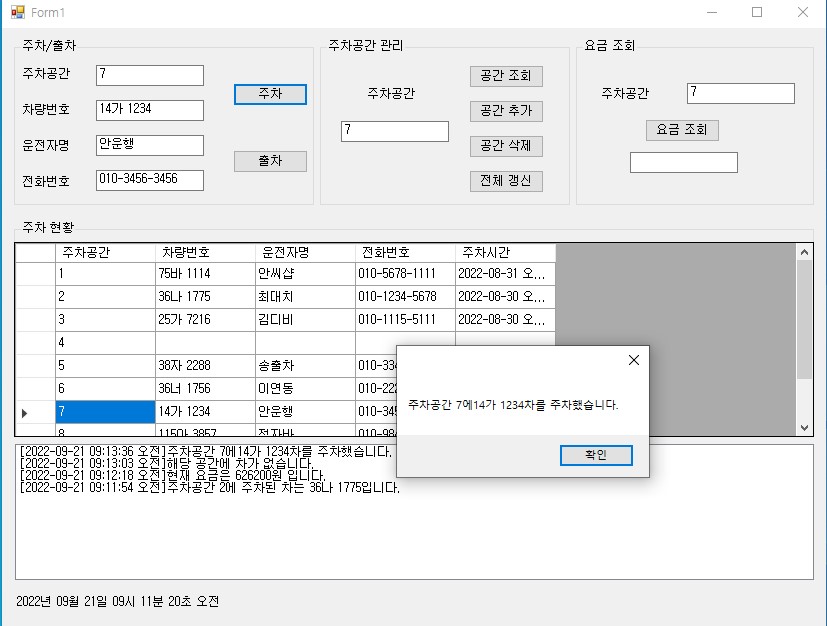 Form1
주차/출차
주차공간 7
차량번호 14가 1234
운전자명 안운행
전화번호 010-3456-3456
주차
출차
주차공간 관리
주차공간
7
공간 조회
공간 추가
공간 삭제
전체 갱신
요금 조회
주차공간 7
요금 조회
주차 현황
주차공간 차량번호 운전자명 전화번호 주차시간
1 75바 1114 안씨샵 010-5678-1111 2022-08-31 오...
2 36나 1775 최대치 010-1234-5678 2022-08-30 오...
3 25가 7216 김디비 010-1115-5111 2022-08-30 오...
4
5 38자 2288 송출차 010-334
6 36너 1756 이연동 010-222
7 14가 1234 안운행 010-345
8 115아 3857 010-984
주차공간 7에14가 1234차를 주차했습니다.
확인
[2022-09-21 09:13:36 오전]주차공간 7에14가 1234차를 주차했습니다.
[2022-09-21 09:13:03 오전]해당 공간에 차가 없습니다.
[2022-09-21 09:12:18 오전]현재 요금은 626200원 입니다.
[2022-09-21 09:11:54 오전]주차공간 2에 주차된 차는 36나 1775입니다.
2022년 09월 21일 09시 11분 20초 오전